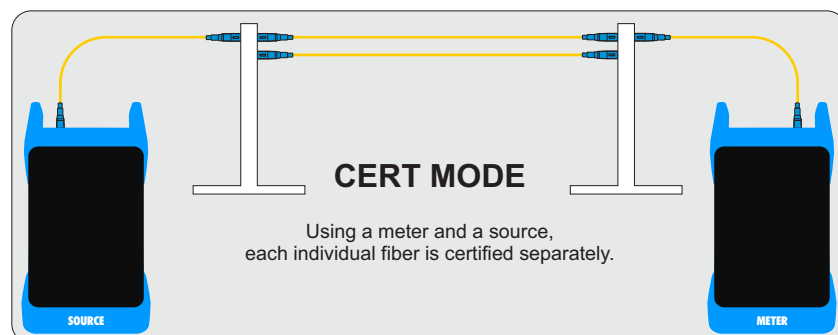 CERT MODE
Using a meter and a source,
each individual fiber is certified separately.
SOURCE
METER